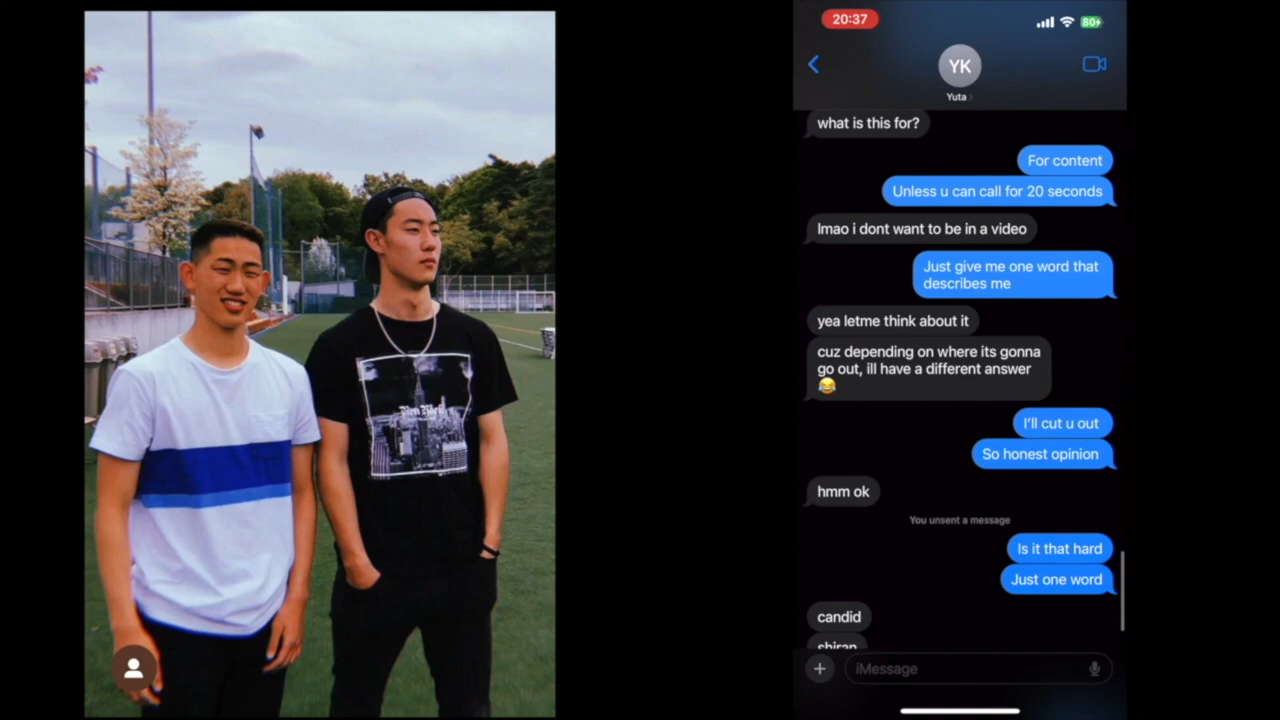 New York
20:37
80
YK
Yuta
what is this for?
For content
Unless u can call for 20 seconds
lmao i dont want to be in a video
Just give me one word that
describes me
yea letme think about it
cuz depending on where its gonna
go out, ill have a different answer
😂
I'll cut u out
So honest opinion
hmm ok
You unsent a message
Is it that hard
Just one word
candid
iMessage